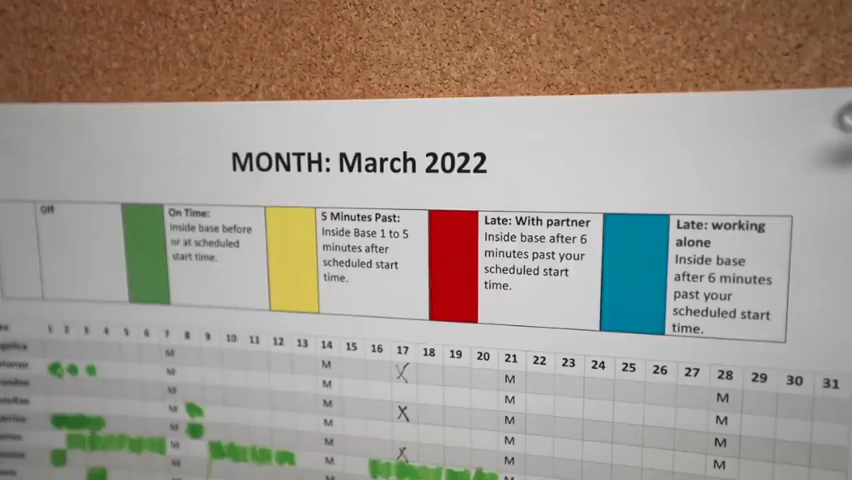 MONTH: March 2022
Off
On Time:
Inside base before
or at scheduled
start time.
5 Minutes Past:
Inside Base 1 to 5
minutes after
scheduled start
time.
Late: With partner
Inside base after 6
minutes past your
scheduled start
time.
Late: working
alone
Inside base
after 6 minutes
past your
scheduled start
time.
1 2 3 4 5 6 7 8 9 10 11 12 13 14 15 16 17 18 19 20 21 22 23 24 25 26 27 28 29 30 31
M
M M X M M
M
M M X M M
M
M M X M M